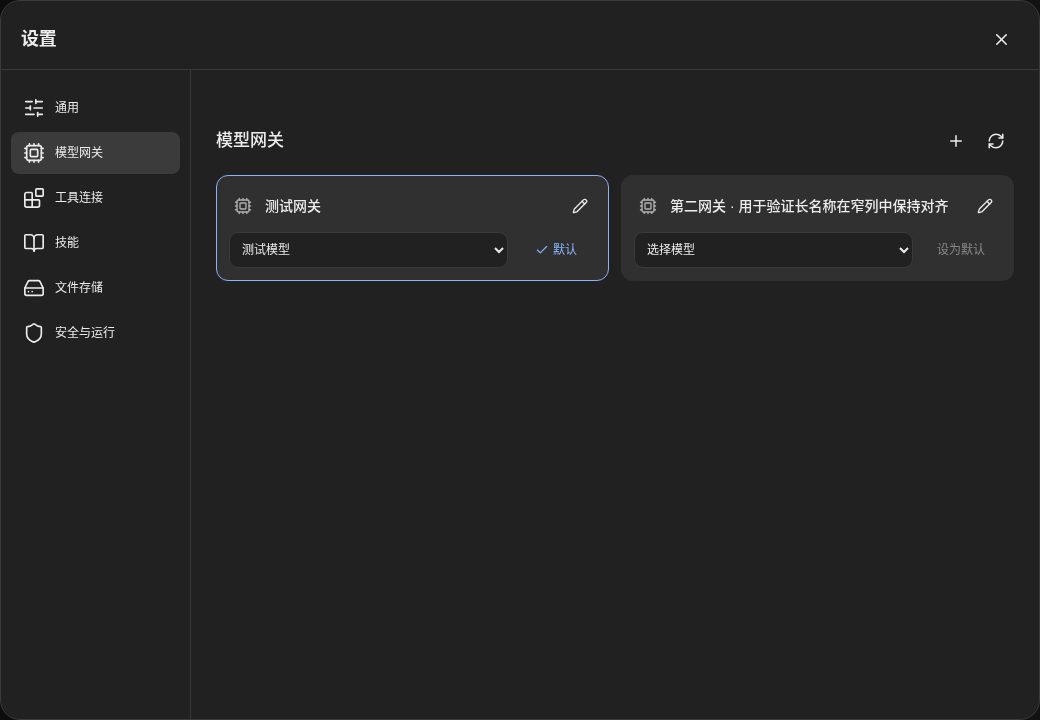 设置
通用
模型网关
工具连接
技能
文件存储
安全与运行
模型网关
测试网关
测试模型
默认
第二网关 · 用于验证长名称在窄列中保持对齐
选择模型
设为默认